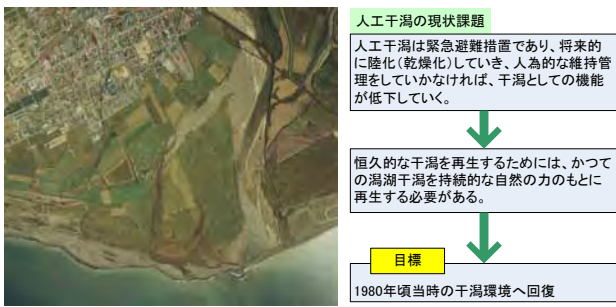 人工干潟の現状課題
人工干潟は緊急避難措置であり、将来的
に陸化(乾燥化)していき、人為的な維持管
理をしていかなければ、干潟としての機能
が低下していく。
恒久的な干潟を再生するためには、かつて
の潟湖干潟を持続的な自然の力のもとに
再生する必要がある。
目標
1980年頃当時の干潟環境へ回復